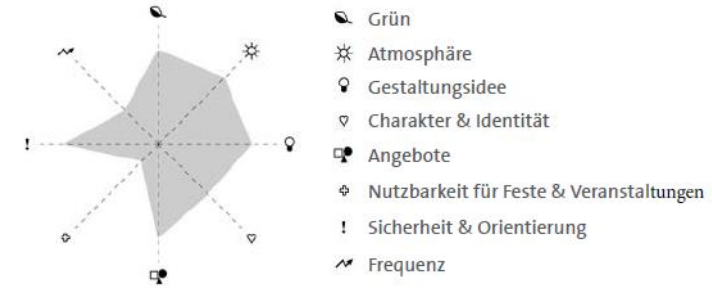 Grün
Atmosphäre
Gestaltungsidee
Charakter & Identität
Angebote
Nutzbarkeit für Feste & Veranstaltungen
! Sicherheit & Orientierung
Frequenz
!